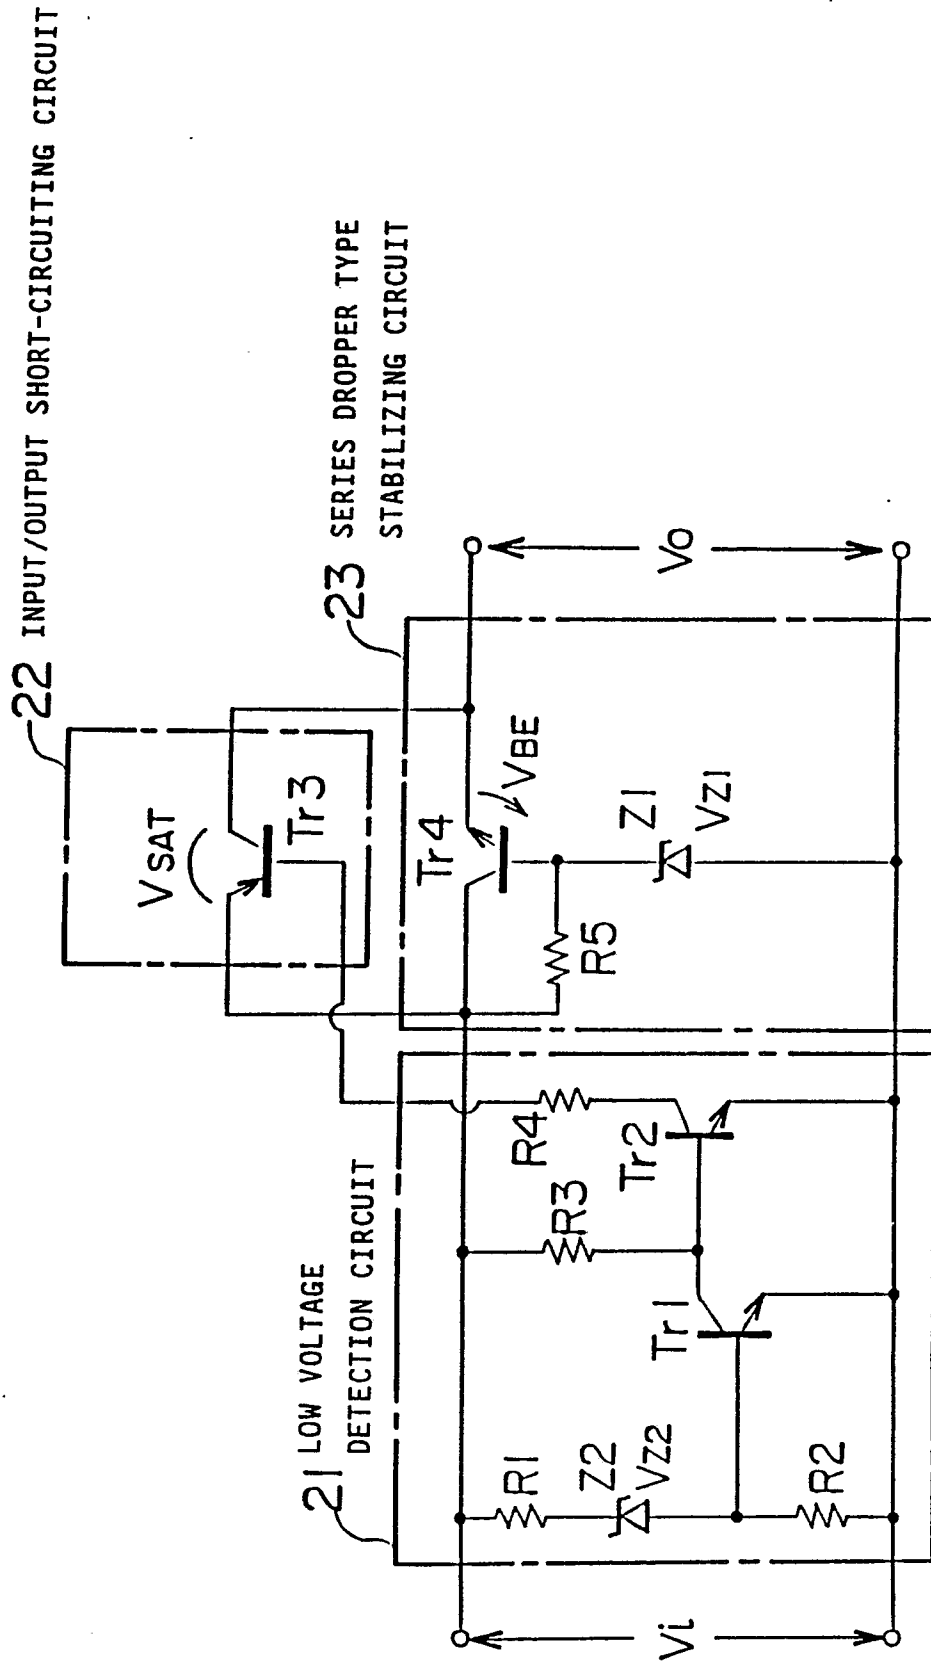 22 INPUT/OUTPUT SHORT-CIRCUITING CIRCUIT
VSAT
Tr3
23 SERIES DROPPER TYPE
STABILIZING CIRCUIT
21 LOW VOLTAGE
DETECTION CIRCUIT
Tr4
VBE
R1
Z2
VZ2
R2
Tr1
R3
R4
Tr2
R5
Z1
VZ1
Vi
Vo